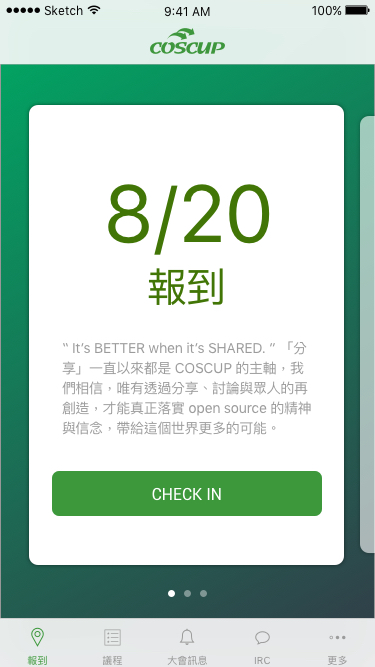 Sketch 9:41 AM 100%
COSCUP
8/20
報到
“ It’s BETTER when it’s SHARED. ” 「分
享」一直以來都是 COSCUP 的主軸，我
們相信，唯有透過分享、討論與眾人的再
創造，才能真正落實 open source 的精神
與信念，帶給這個世界更多的可能。
CHECK IN
報到 議程 大會訊息 IRC 更多